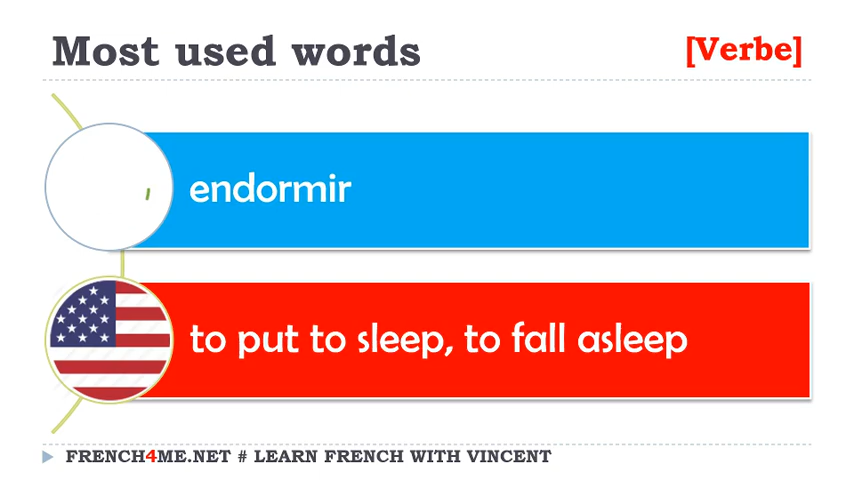 Most used words
[Verbe]
endormir
to put to sleep, to fall asleep
FRENCH4ME.NET # LEARN FRENCH WITH VINCENT